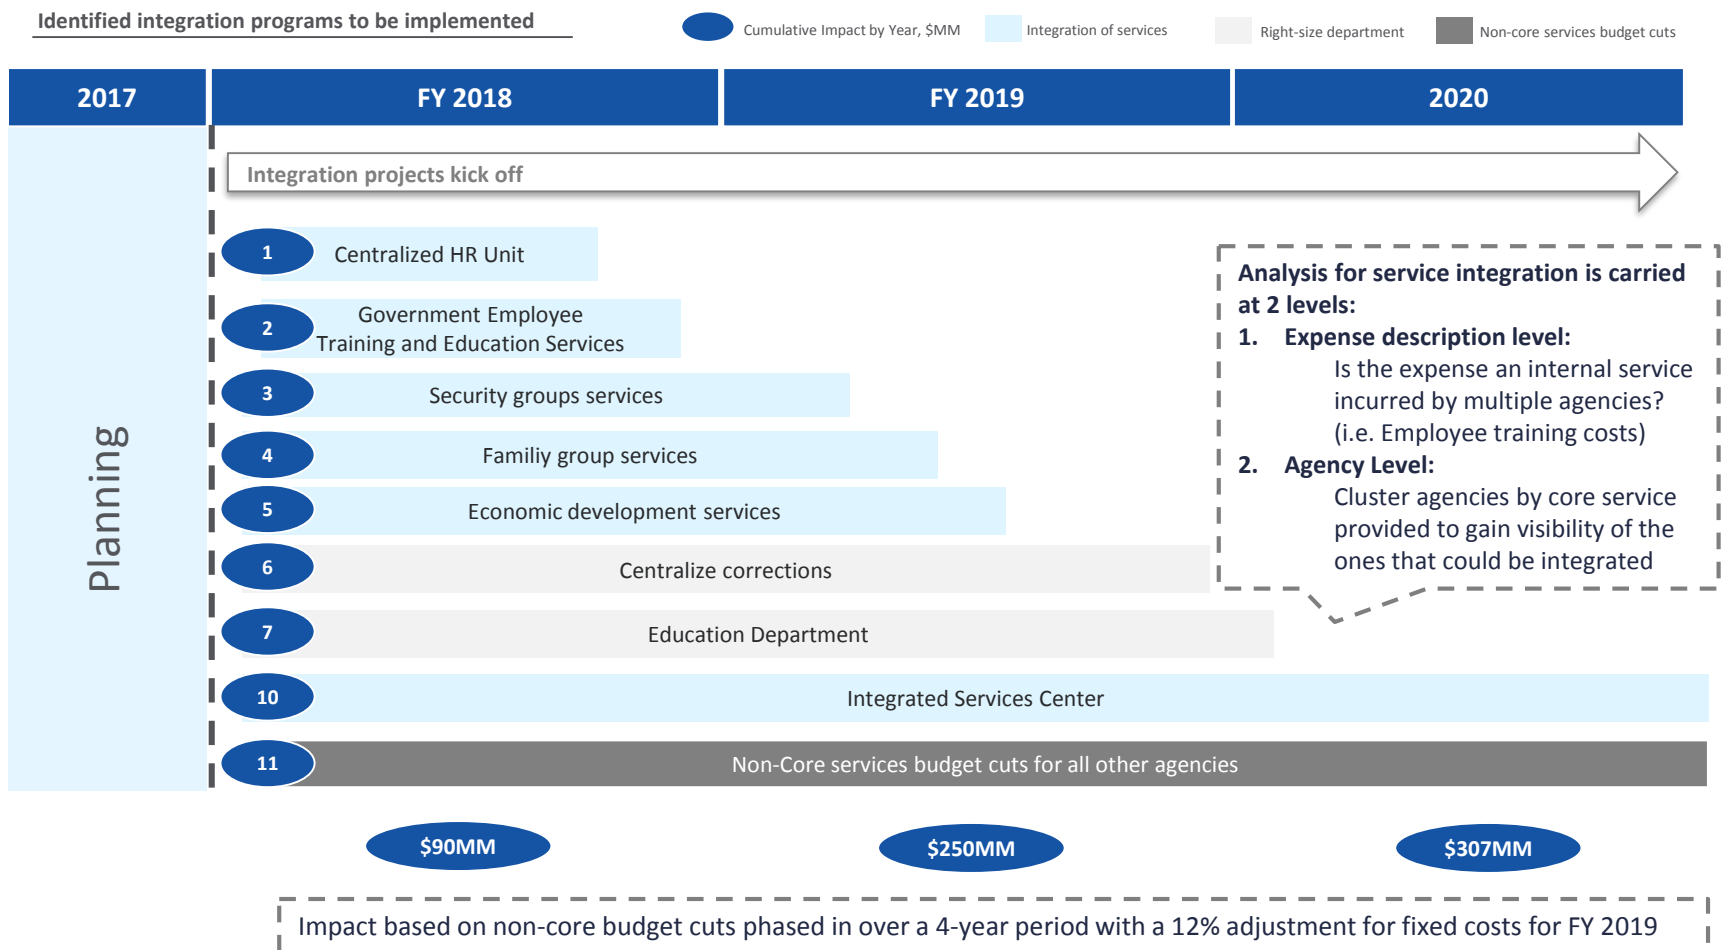 Identified integration programs to be implemented
Cumulative Impact by Year, $MM
Integration of services
Right-size department
Non-core services budget cuts
2017
FY 2018
FY 2019
2020
Planning
Integration projects kick off
1
Centralized HR Unit
2
Government Employee
Training and Education Services
3
Security groups services
4
Familiy group services
5
Economic development services
6
Centralize corrections
7
Education Department
10
Integrated Services Center
11
Non-Core services budget cuts for all other agencies
Analysis for service integration is carried
at 2 levels:
1. Expense description level:
Is the expense an internal service
incurred by multiple agencies?
(i.e. Employee training costs)
2. Agency Level:
Cluster agencies by core service
provided to gain visibility of the
ones that could be integrated
$90MM
$250MM
$307MM
Impact based on non-core budget cuts phased in over a 4-year period with a 12% adjustment for fixed costs for FY 2019